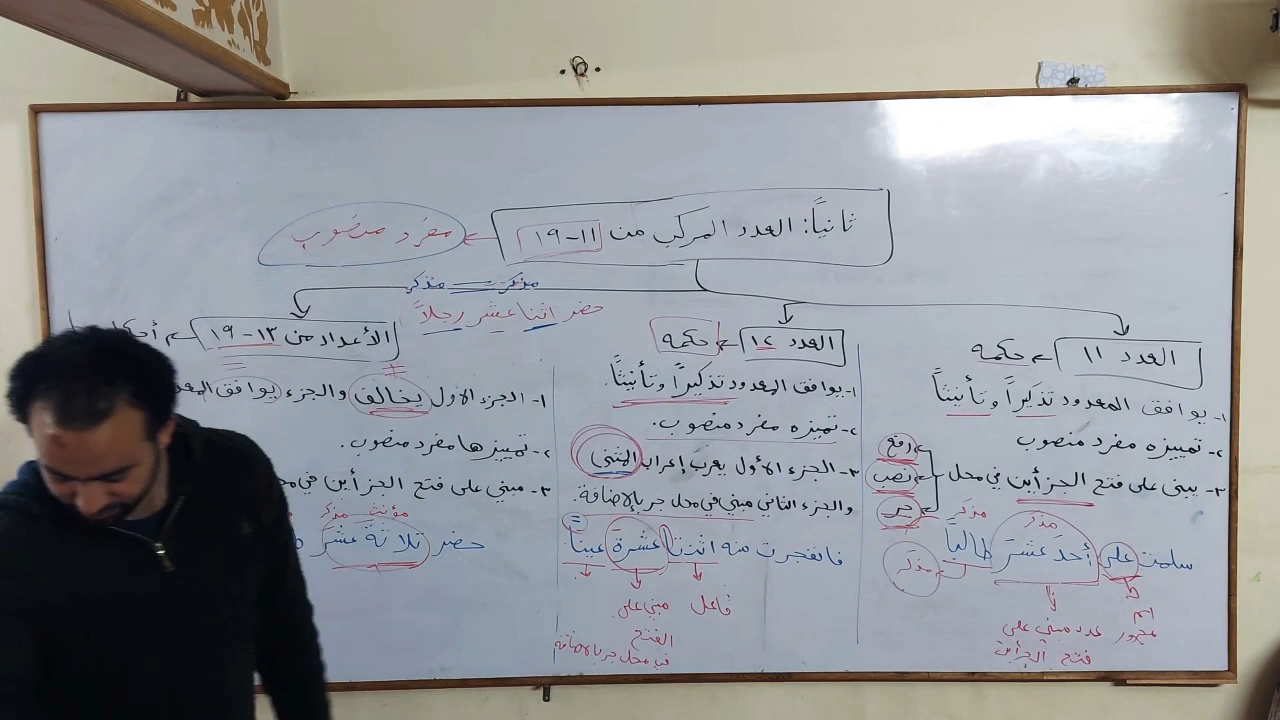 ثانياً: العدد المركب من ١١-١٩ ← مفرد منصوب
مذكر = مذكر
حضر اثنا عشر رجلاً
العدد ١١ ← حكمه
١- يوافق المعدود تذكيراً وتأنيثاً
٢- تمييزه مفرد منصوب
٣- يبنى على فتح الجزأين في محل
رفع
نصب
جر
مذكر مذكر
سلمت على أحدَ عشرَ طالباً
مذكر
اسم مجرور
عدد مبني على
فتح الجزأين
العدد ١٢ ← حكمه
١- يوافق المعدود تذكيراً وتأنيثاً.
٢- تمييزه مفرد منصوب.
٣- الجزء الأول يعرب إعراب المثنى
والجزء الثاني مبني في محل جر بالإضافة.
فانفجرت منه اثنتا عشرة عيناً
فاعل
مبني على
الفتح
في محل جر بالإضافة
الأعداد من ١٣-١٩ ←
١- الجزء الأول يخالف والجزء يوافق
٢- تمييزها مفرد منصوب.
٣- مبني على فتح الجزأين في
مؤنث مذكر
حضر ثلاثةَ عشرَ